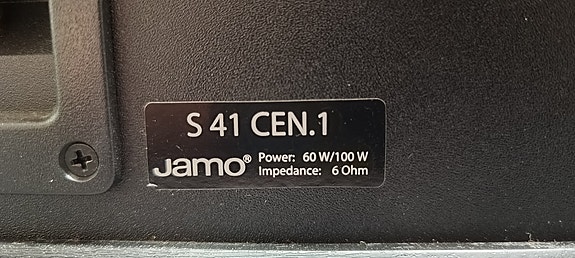 S 41 CEN.1
Jamo® Power: 60 W/100 W
Impedance: 6 Ohm